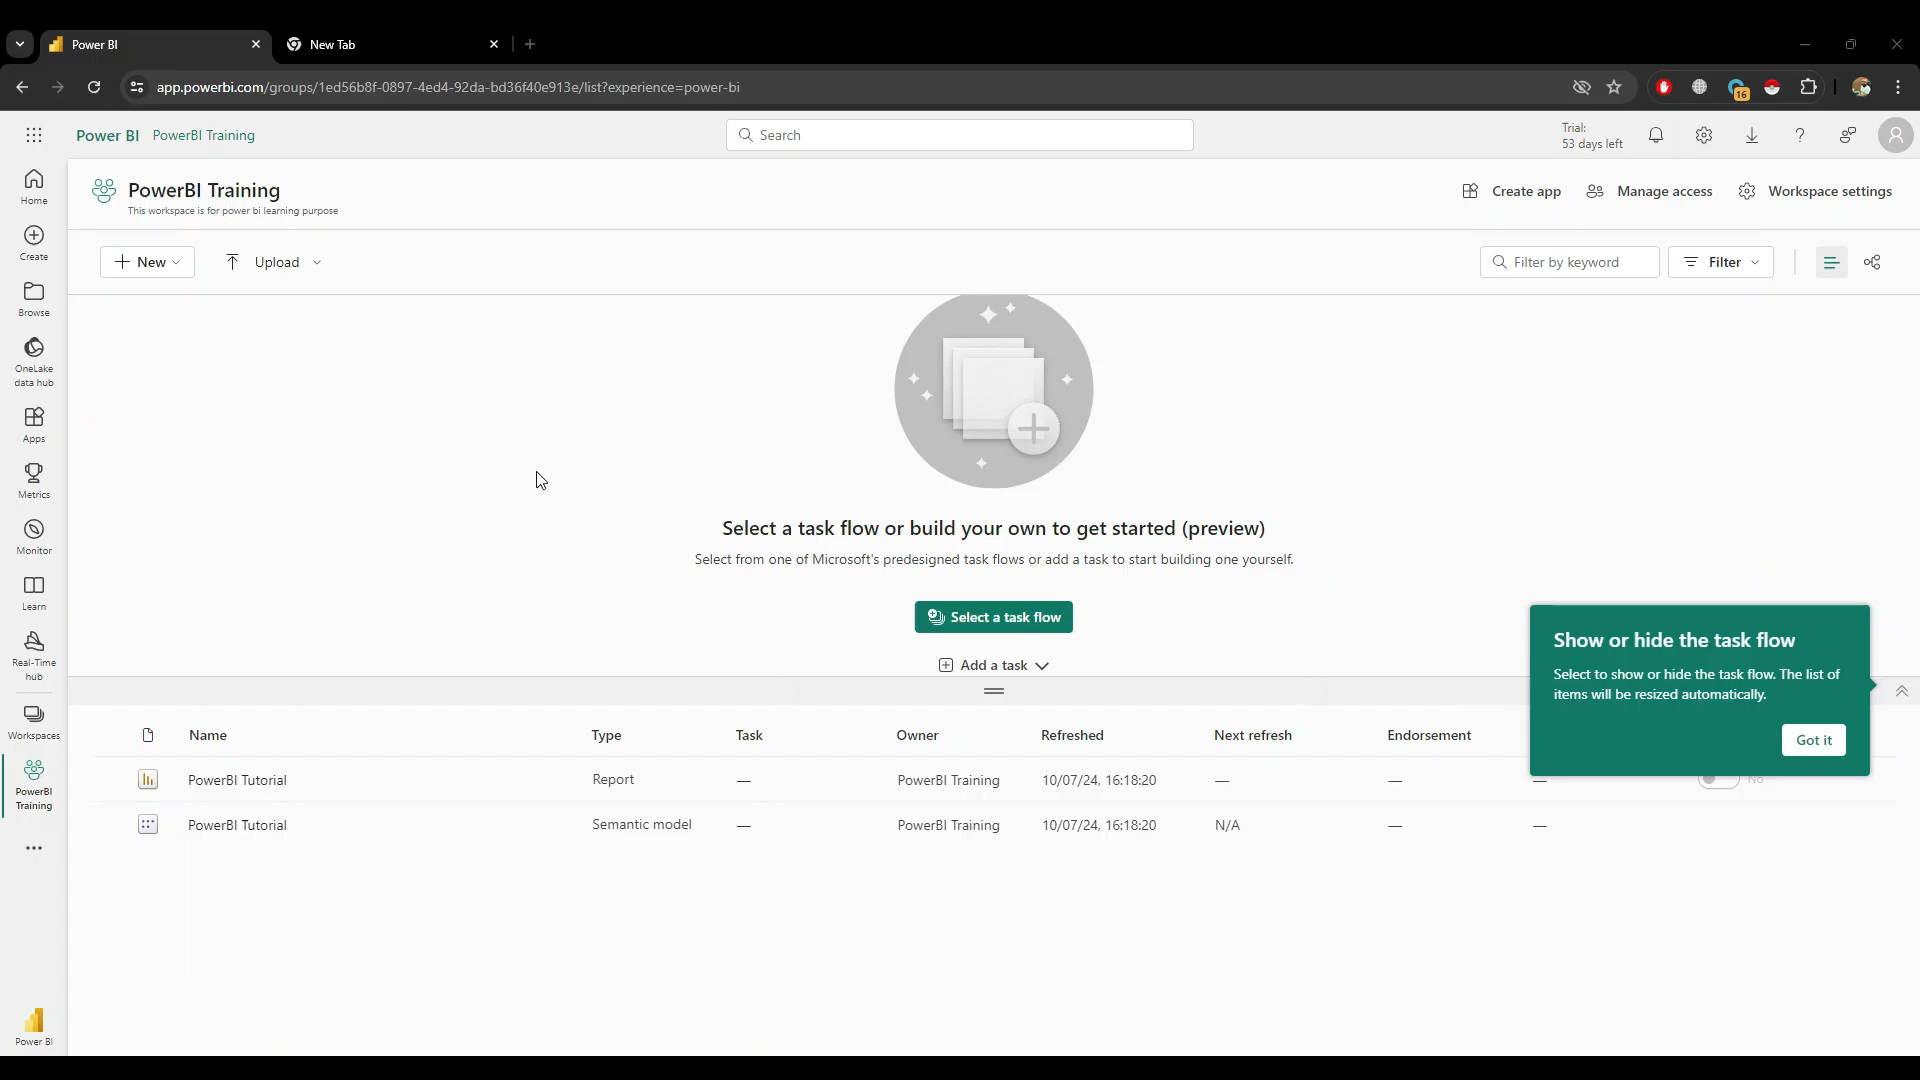 Power BI
New Tab
app.powerbi.com/groups/1ed56b8f-0897-4ed4-92da-bd36f40e913e/list?experience=power-bi
16
Power BI PowerBI Training
Search
Trial:
53 days left
PowerBI Training
This workspace is for power bi learning purpose
Create app
Manage access
Workspace settings
New
Upload
Filter by keyword
Filter
Home
Create
Browse
OneLake
data hub
Apps
Metrics
Monitor
Learn
Real-Time
hub
Workspaces
PowerBI
Training
Power BI
Select a task flow or build your own to get started (preview)
Select from one of Microsoft's predesigned task flows or add a task to start building one yourself.
Select a task flow
Add a task
Show or hide the task flow
Select to show or hide the task flow. The list of
items will be resized automatically.
Got it
Name Type Task Owner Refreshed Next refresh Endorsement
PowerBI Tutorial Report — PowerBI Training 10/07/24, 16:18:20 — — — No
PowerBI Tutorial Semantic model — PowerBI Training 10/07/24, 16:18:20 N/A — —